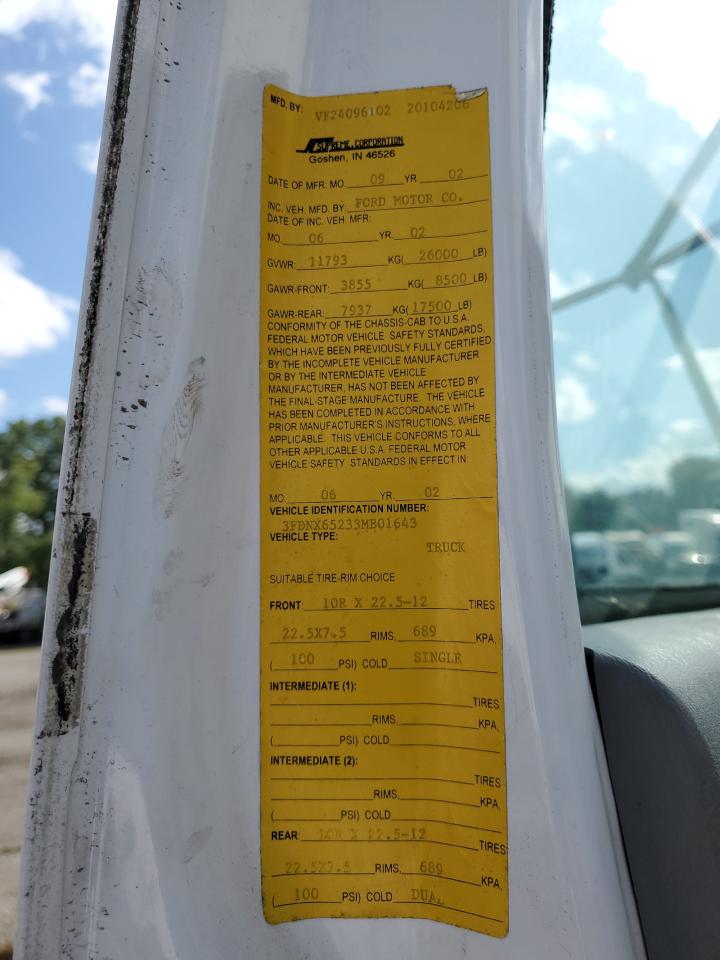 MFD. BY: VF24096102 20104206
SUPREME CORPORATION
Goshen, IN 46526
DATE OF MFR: MO. 09 YR. 02
INC. VEH. MFD. BY FORD MOTOR CO.
DATE OF INC. VEH. MFR:
MO. 06 YR. 02
GVWR: 11793 KG( 26000 LB)
GAWR-FRONT: 3855 KG( 8500 LB)
GAWR-REAR: 7937 KG( 17500 LB)
CONFORMITY OF THE CHASSIS-CAB TO U.S.A.
FEDERAL MOTOR VEHICLE SAFETY STANDARDS,
WHICH HAVE BEEN PREVIOUSLY FULLY CERTIFIED
BY THE INCOMPLETE VEHICLE MANUFACTURER
OR BY THE INTERMEDIATE VEHICLE
MANUFACTURER, HAS NOT BEEN AFFECTED BY
THE FINAL-STAGE MANUFACTURE. THE VEHICLE
HAS BEEN COMPLETED IN ACCORDANCE WITH
PRIOR MANUFACTURER'S INSTRUCTIONS, WHERE
APPLICABLE. THIS VEHICLE CONFORMS TO ALL
OTHER APPLICABLE U.S.A. FEDERAL MOTOR
VEHICLE SAFETY STANDARDS IN EFFECT IN:
MO. 06 YR. 02
VEHICLE IDENTIFICATION NUMBER:
3FDNX65233MB01643
VEHICLE TYPE:
TRUCK
SUITABLE TIRE-RIM CHOICE
FRONT: 10R X 22.5-12 TIRES
22.5X7.5 RIMS, 689 KPA,
( 100 PSI) COLD SINGLE
INTERMEDIATE (1):
TIRES
RIMS, KPA,
( PSI) COLD
INTERMEDIATE (2):
TIRES
RIMS, KPA,
( PSI) COLD
REAR: 10R X 22.5-12 TIRES
22.5X7.5 RIMS, 689 KPA,
( 100 PSI) COLD DUAL